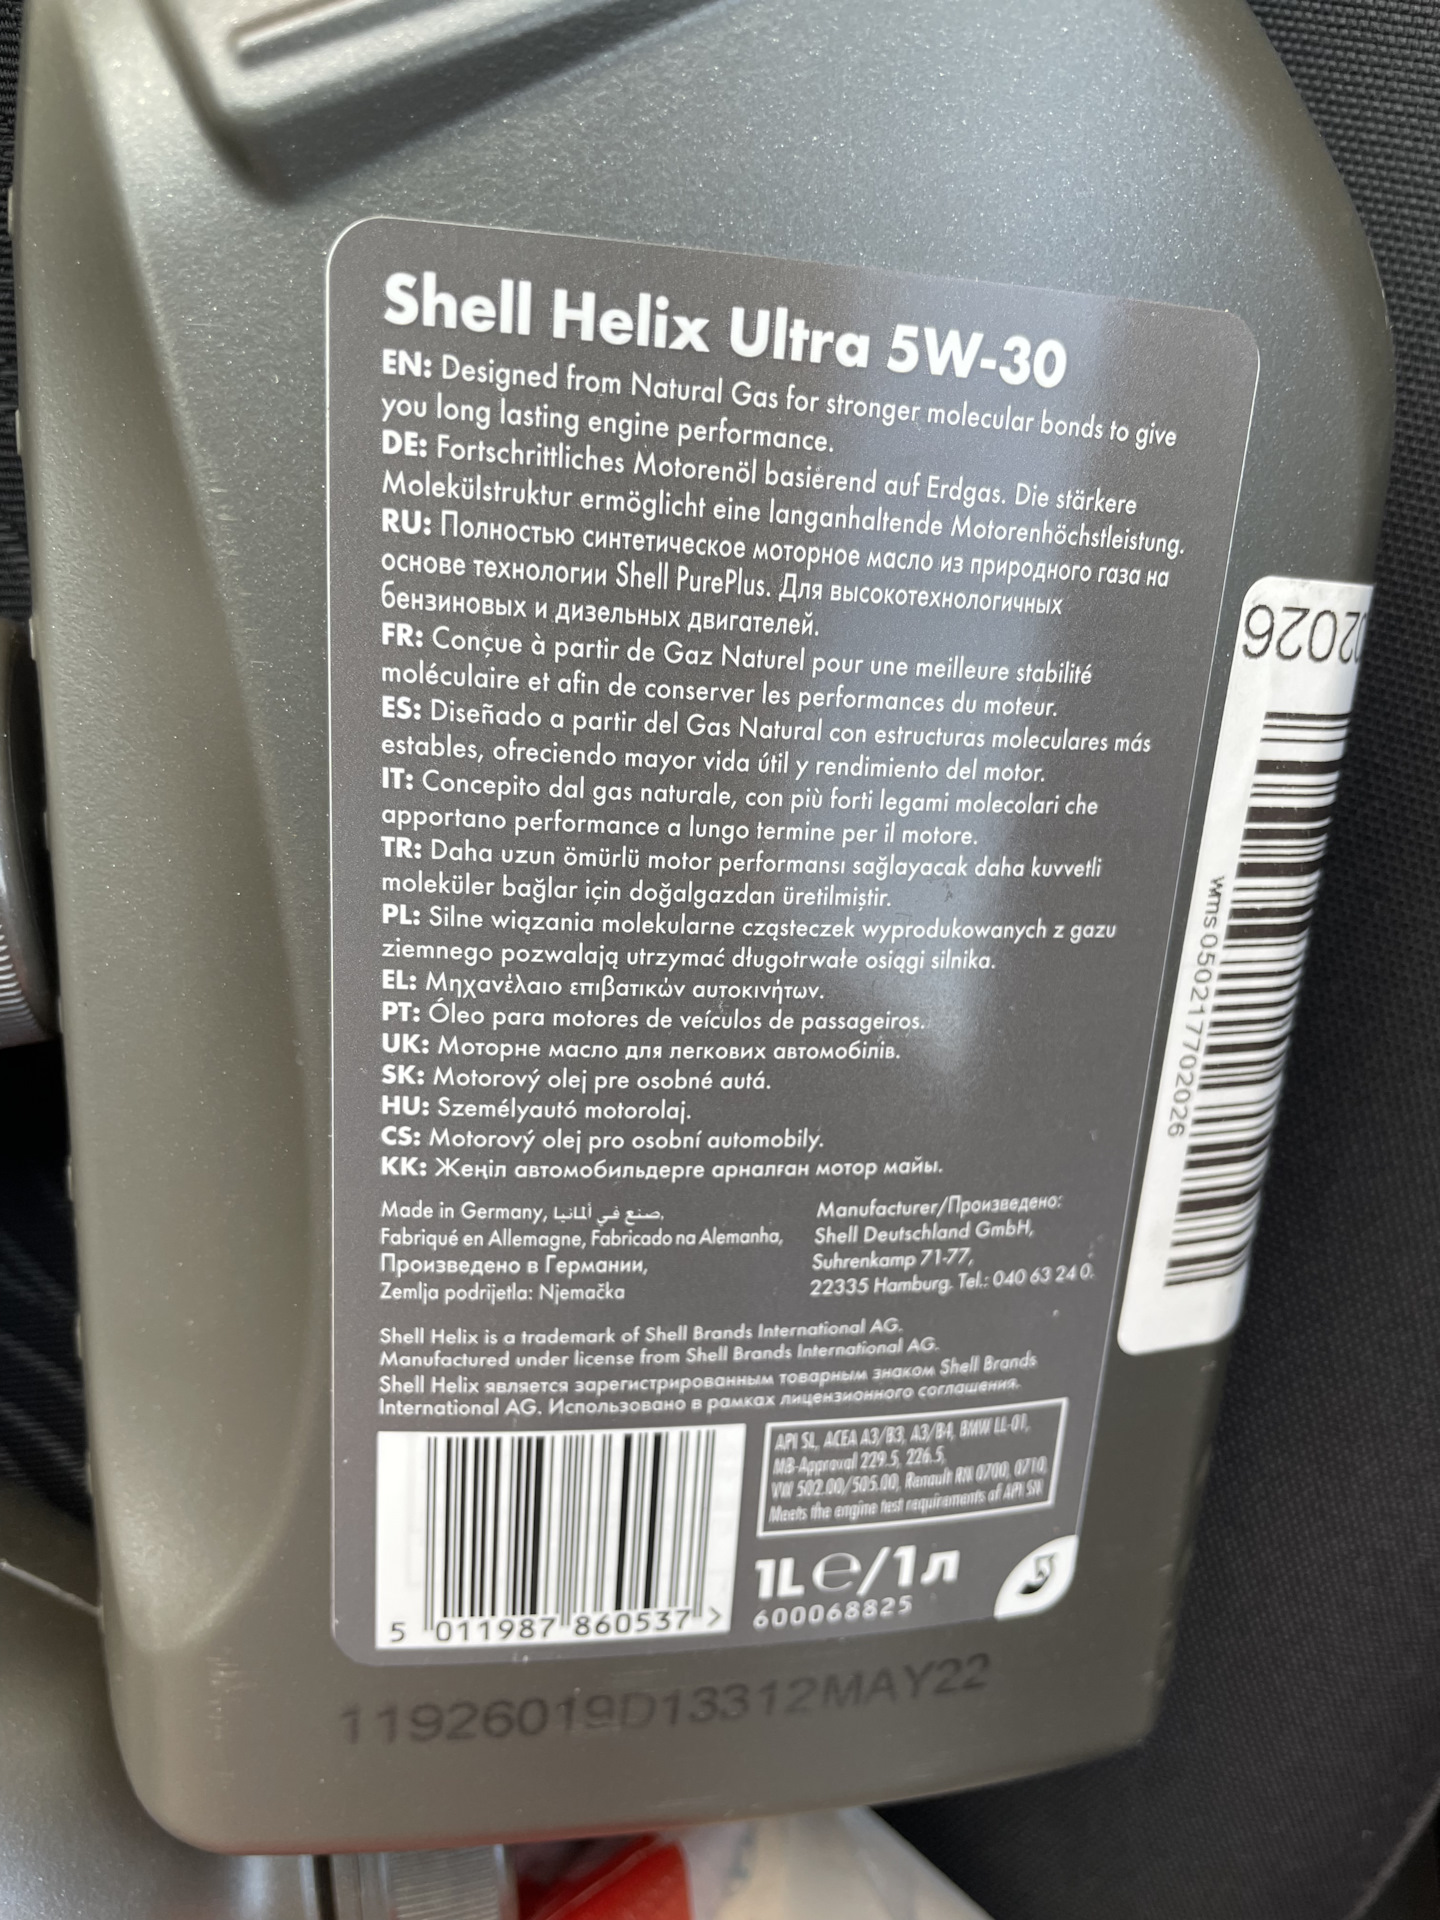 Shell Helix Ultra 5W-30
EN: Designed from Natural Gas for stronger molecular bonds to give
you long lasting engine performance.
DE: Fortschrittliches Motorenöl basierend auf Erdgas. Die stärkere
Molekülstruktur ermöglicht eine langanhaltende Motorenhöchstleistung.
RU: Полностью синтетическое моторное масло из природного газа на
основе технологии Shell PurePlus. Для высокотехнологичных
бензиновых и дизельных двигателей.
FR: Conçue à partir de Gaz Naturel pour une meilleure stabilité
moléculaire et afin de conserver les performances du moteur.
ES: Diseñado a partir del Gas Natural con estructuras moleculares más
estables, ofreciendo mayor vida útil y rendimiento del motor.
IT: Concepito dal gas naturale, con più forti legami molecolari che
apportano performance a lungo termine per il motore.
TR: Daha uzun ömürlü motor performansı sağlayacak daha kuvvetli
moleküler bağlar için doğalgazdan üretilmiştir.
PL: Silne wiązania molekularne cząsteczek wyprodukowanych z gazu
ziemnego pozwalają utrzymać długotrwałe osiągi silnika.
EL: Μηχανέλαιο επιβατικών αυτοκινήτων.
PT: Óleo para motores de veículos de passageiros.
UK: Моторне масло для легкових автомобілів.
SK: Motorový olej pre osobné autá.
HU: Személyautó motorolaj.
CS: Motorový olej pro osobní automobily.
KK: Жеңіл автомобильдерге арналған мотор майы.
Made in Germany, صنع في ألمانيا,
Fabriqué en Allemagne, Fabricado na Alemanha,
Произведено в Германии,
Zemlja podrijetla: Njemačka
Manufacturer/Произведено:
Shell Deutschland GmbH,
Suhrenkamp 71-77,
22335 Hamburg. Tel.: 040 63 24 0.
Shell Helix is a trademark of Shell Brands International AG.
Manufactured under license from Shell Brands International AG.
Shell Helix является зарегистрированным товарным знаком Shell Brands
International AG. Использовано в рамках лицензионного соглашения.
API SL, ACEA A3/B3, A3/B4, BMW LL-01,
MB-Approval 229.5, 226.5,
VW 502.00/505.00, Renault RN 0700, 0710,
Meets the engine test requirements of API SN
5 011987 860537 >
1L℮/1л
600068825
11926019D13312MAY22
2026
wms050217702026